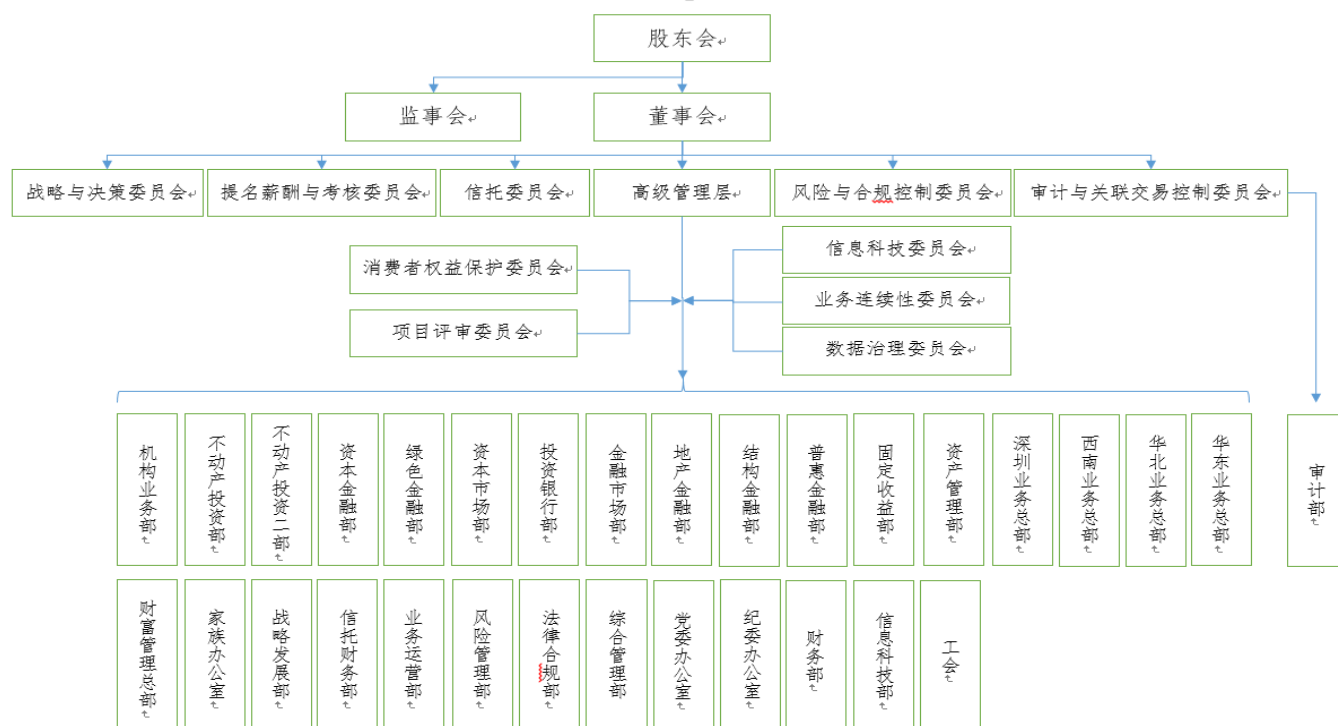 股东会
监事会
董事会
战略与决策委员会
提名薪酬与考核委员会
信托委员会
高级管理层
风险与合规控制委员会
审计与关联交易控制委员会
消费者权益保护委员会
项目评审委员会
信息科技委员会
业务连续性委员会
数据治理委员会
机构业务部
不动产投资部
不动产投资二部
资本金融部
绿色金融部
资本市场部
投资银行部
金融市场部
地产金融部
结构金融部
普惠金融部
固定收益部
资产管理部
深圳业务总部
西南业务总部
华北业务总部
华东业务总部
审计部
财富管理总部
家族办公室
战略发展部
信托财务部
业务运营部
风险管理部
法律合规部
综合管理部
党委办公室
纪委办公室
财务部
信息科技部
工会